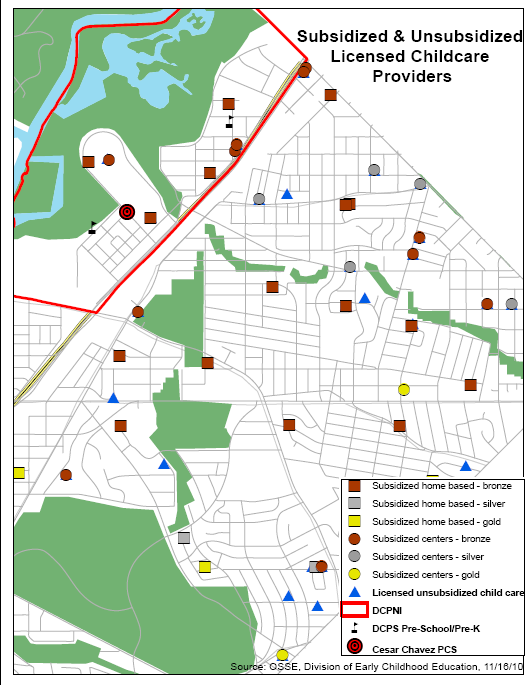 Subsidized & Unsubsidized
Licensed Childcare
Providers
Subsidized home based - bronze
Subsidized home based - silver
Subsidized home based - gold
Subsidized centers - bronze
Subsidized centers - silver
Subsidized centers - gold
Licensed unsubsidized child care
DCPNI
DCPS Pre-School/Pre-K
Cesar Chavez PCS
Source: OSSE, Division of Early Childhood Education, 11/16/10